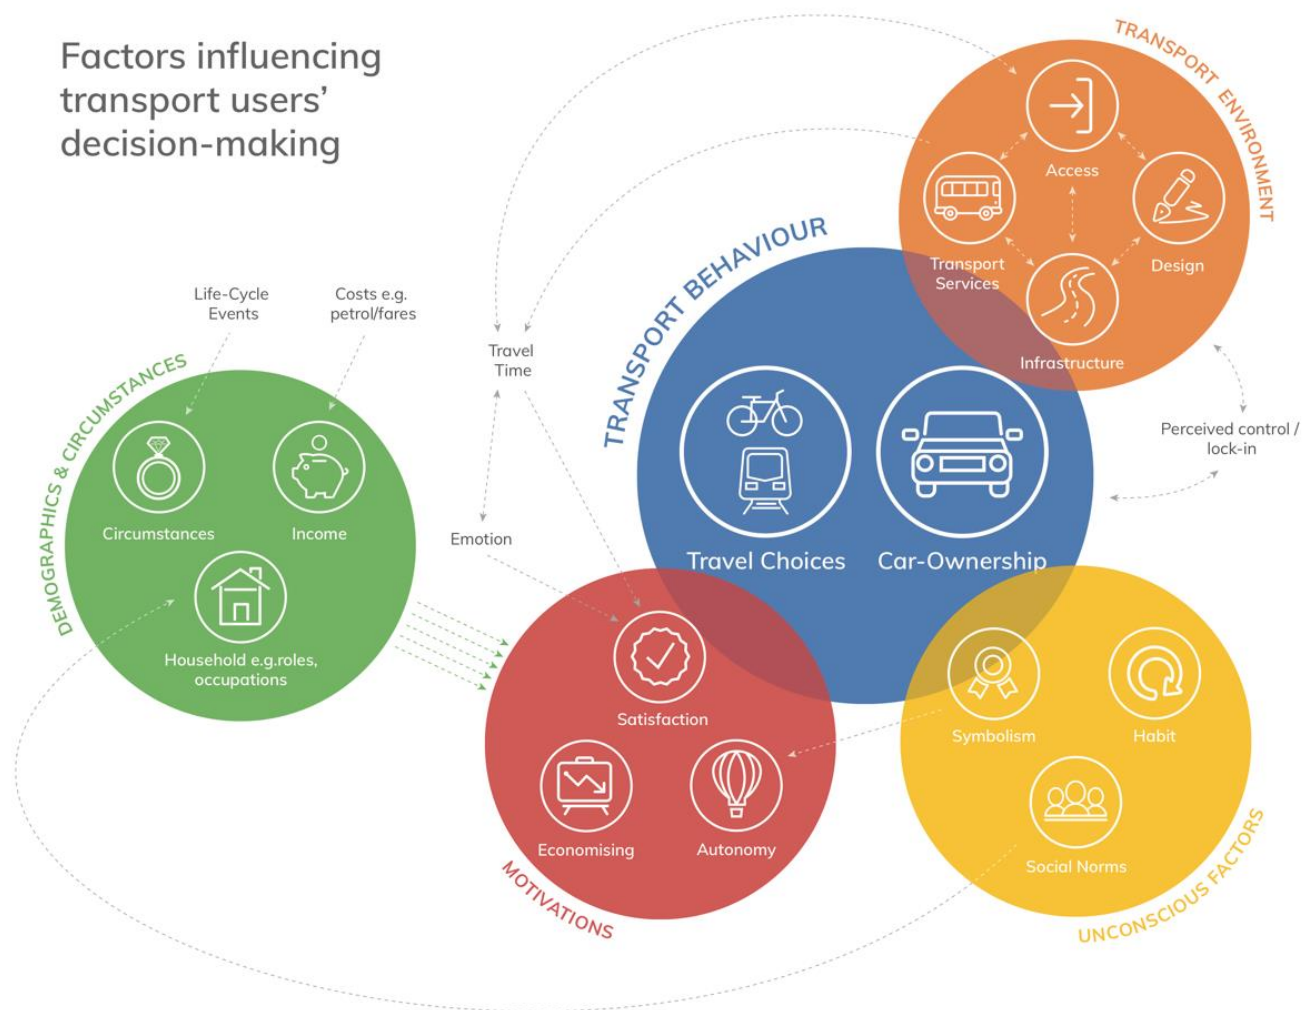 Factors influencing
transport users'
decision-making
TRANSPORT ENVIRONMENT
Access
Transport
Services
Design
Infrastructure
TRANSPORT BEHAVIOUR
Travel Choices
Car-Ownership
Perceived control /
lock-in
Life-Cycle
Events
Costs e.g.
petrol/fares
Travel
Time
Emotion
DEMOGRAPHICS & CIRCUMSTANCES
Circumstances
Income
Household e.g.roles,
occupations
Satisfaction
Economising
Autonomy
MOTIVATIONS
Symbolism
Habit
Social Norms
UNCONSCIOUS FACTORS